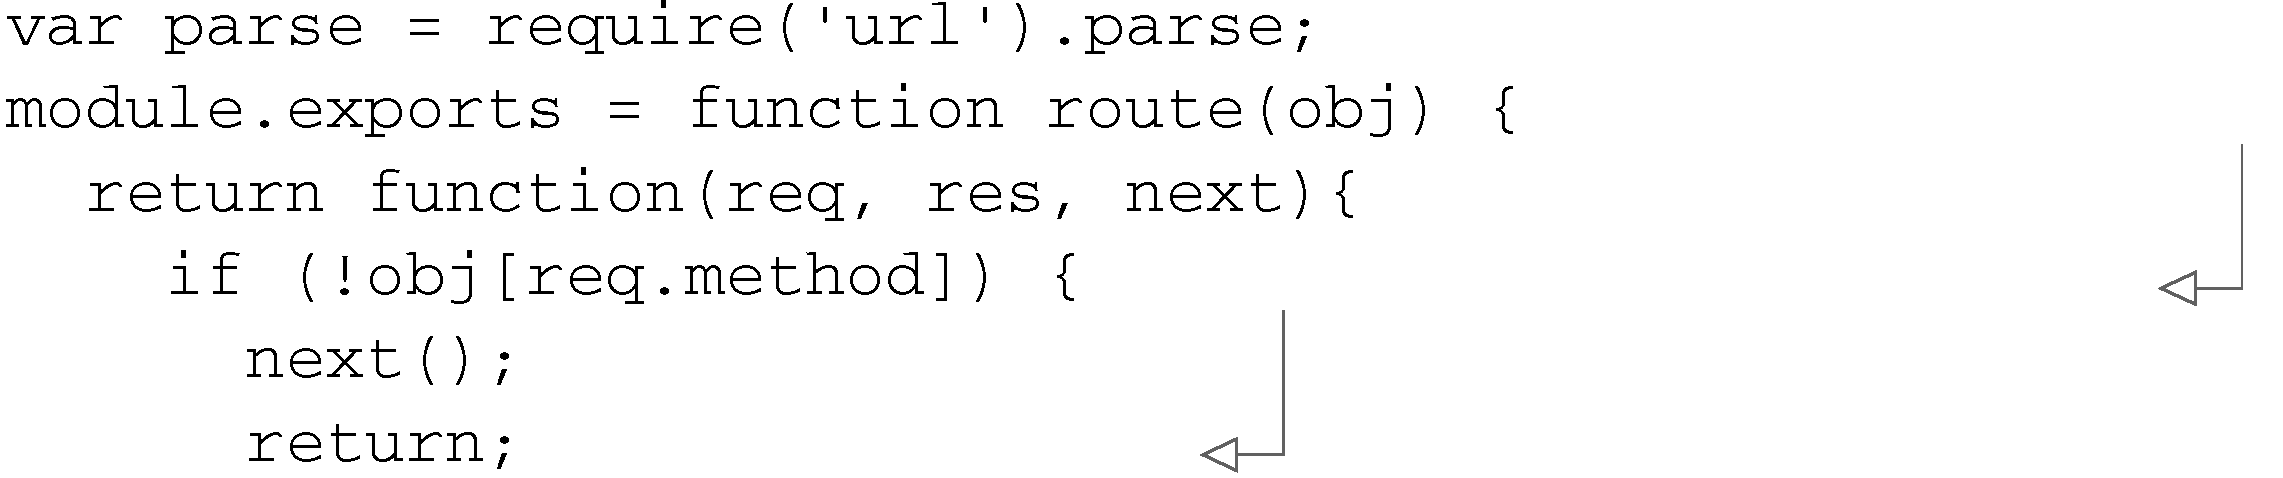 var parse = require('url').parse;
module.exports = function route(obj) {
  return function(req, res, next){
    if (!obj[req.method]) {
      next();
      return;